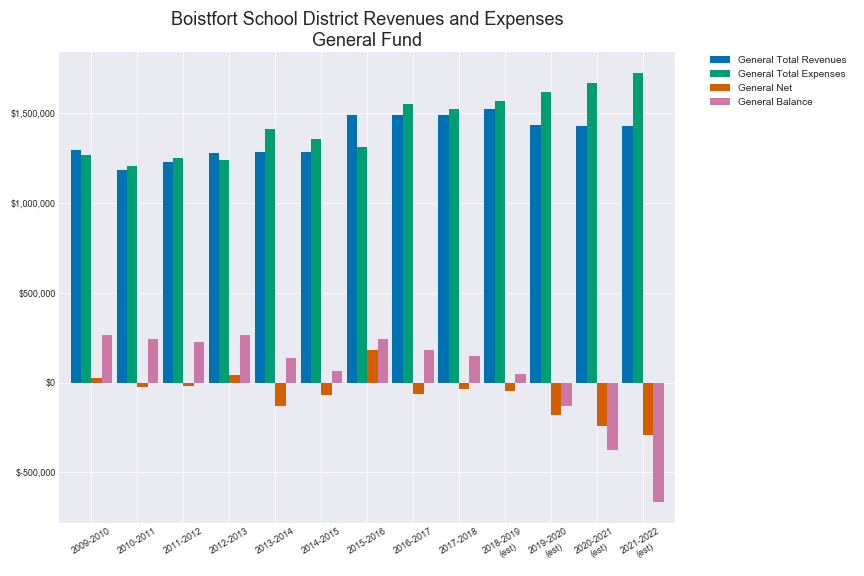 Boistfort School District Revenues and Expenses
General Fund
General Total Revenues
General Total Expenses
General Net
General Balance
$1,500,000
$1,000,000
$500,000
$0
$-500,000
2009-2010
2010-2011
2011-2012
2012-2013
2013-2014
2014-2015
2015-2016
2016-2017
2017-2018
2018-2019
(est)
2019-2020
(est)
2020-2021
(est)
2021-2022
(est)